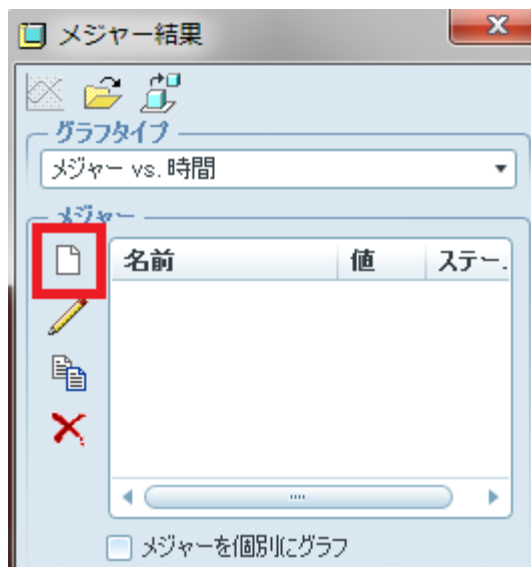 メジャー結果
グラフタイプ
メジャー vs. 時間
メジャー
名前 値 ステー.
メジャーを個別にグラフ